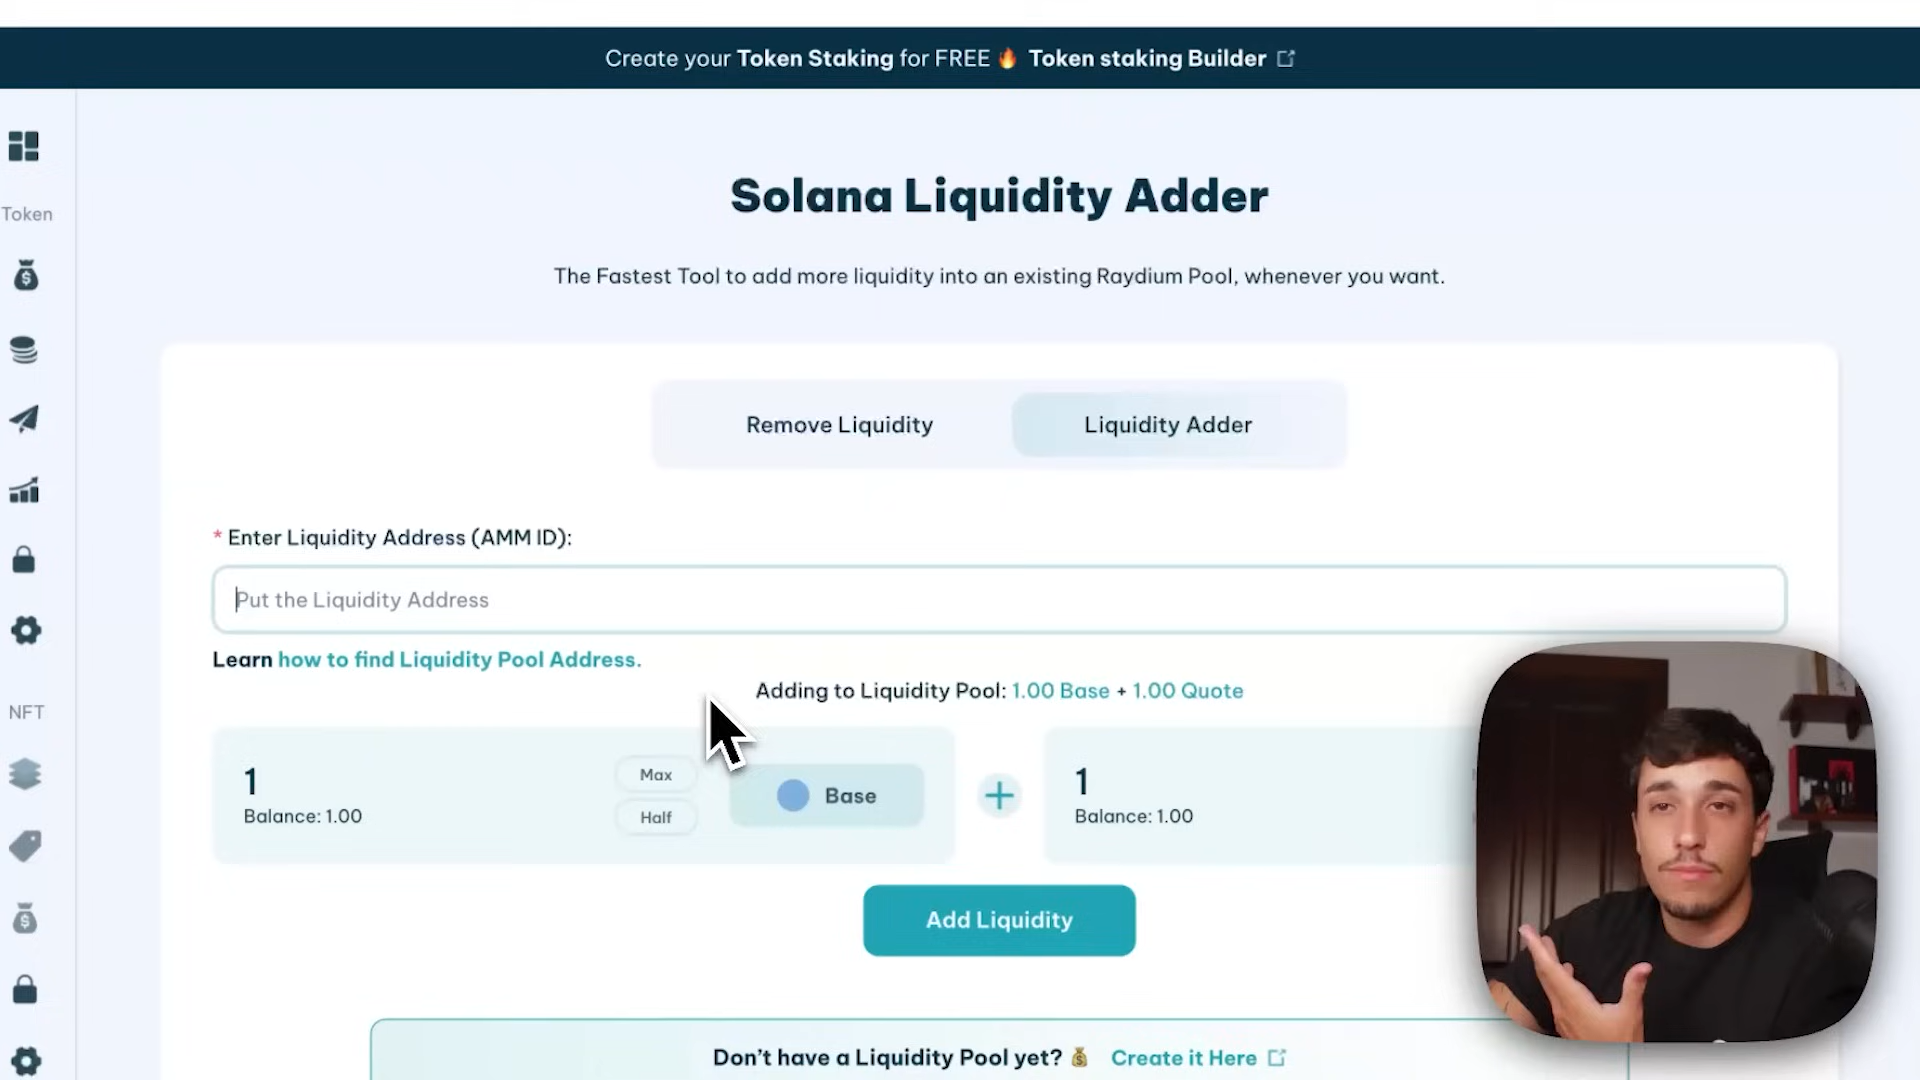 Create your Token Staking for FREE 🔥 Token staking Builder
Token
Solana Liquidity Adder
The Fastest Tool to add more liquidity into an existing Raydium Pool, whenever you want.
Remove Liquidity
Liquidity Adder
* Enter Liquidity Address (AMM ID):
Put the Liquidity Address
Learn how to find Liquidity Pool Address.
Adding to Liquidity Pool: 1.00 Base + 1.00 Quote
NFT
1
Balance: 1.00
Max
Half
Base
1
Balance: 1.00
Add Liquidity
Don't have a Liquidity Pool yet? 💰 Create it Here